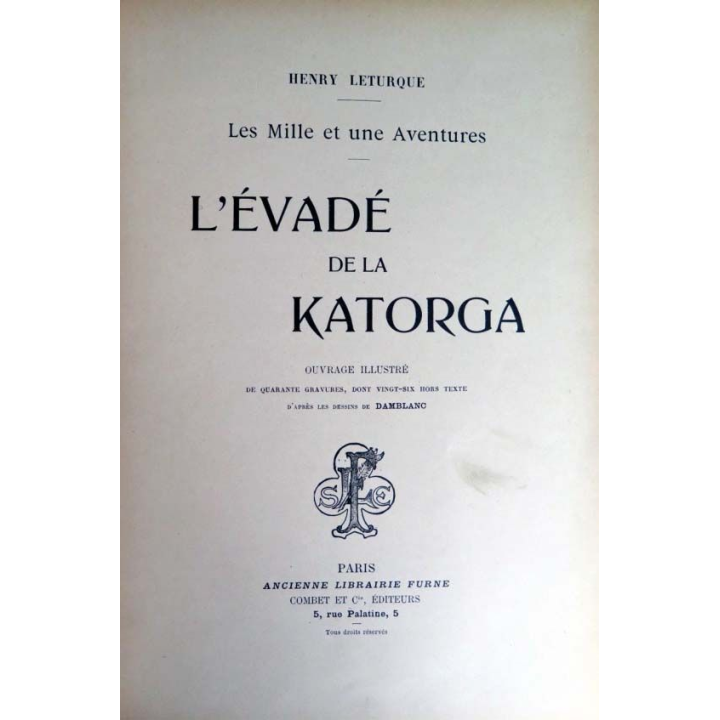 HENRY LETURQUE
Les Mille et une Aventures
L'ÉVADÉ
DE LA
KATORGA
OUVRAGE ILLUSTRÉ
DE QUARANTE GRAVURES, DONT VINGT-SIX HORS TEXTE
D'APRÈS LES DESSINS DE DAMBLANC
S F C
PARIS
ANCIENNE LIBRAIRIE FURNE
COMBET ET Cie, ÉDITEURS
5, rue Palatine, 5
Tous droits réservés